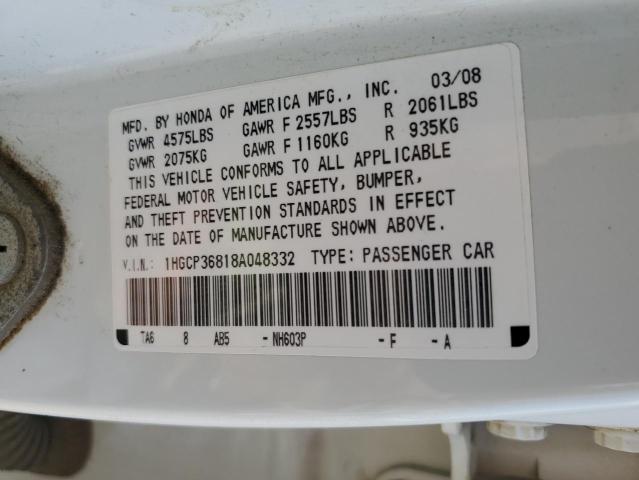 MFD. BY HONDA OF AMERICA MFG., INC. 03/08
GVWR 4575LBS GAWR F 2557LBS R 2061LBS
GVWR 2075KG GAWR F 1160KG R 935KG
THIS VEHICLE CONFORMS TO ALL APPLICABLE
FEDERAL MOTOR VEHICLE SAFETY, BUMPER,
AND THEFT PREVENTION STANDARDS IN EFFECT
ON THE DATE OF MANUFACTURE SHOWN ABOVE.
V.I.N.: 1HGCP36818A048332 TYPE: PASSENGER CAR
TA6 8 AB5 -NH603P -F -A